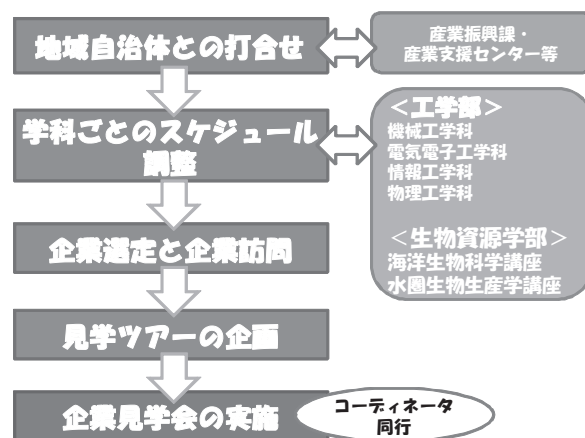 地域自治体との打合せ
産業振興課・
産業支援センター等
学科ごとのスケジュール
調整
＜工学部＞
機械工学科
電気電子工学科
情報工学科
物理工学科
＜生物資源学部＞
海洋生物科学講座
水圏生物生産学講座
企業選定と企業訪問
見学ツアーの企画
企業見学会の実施
コーディネータ
同行